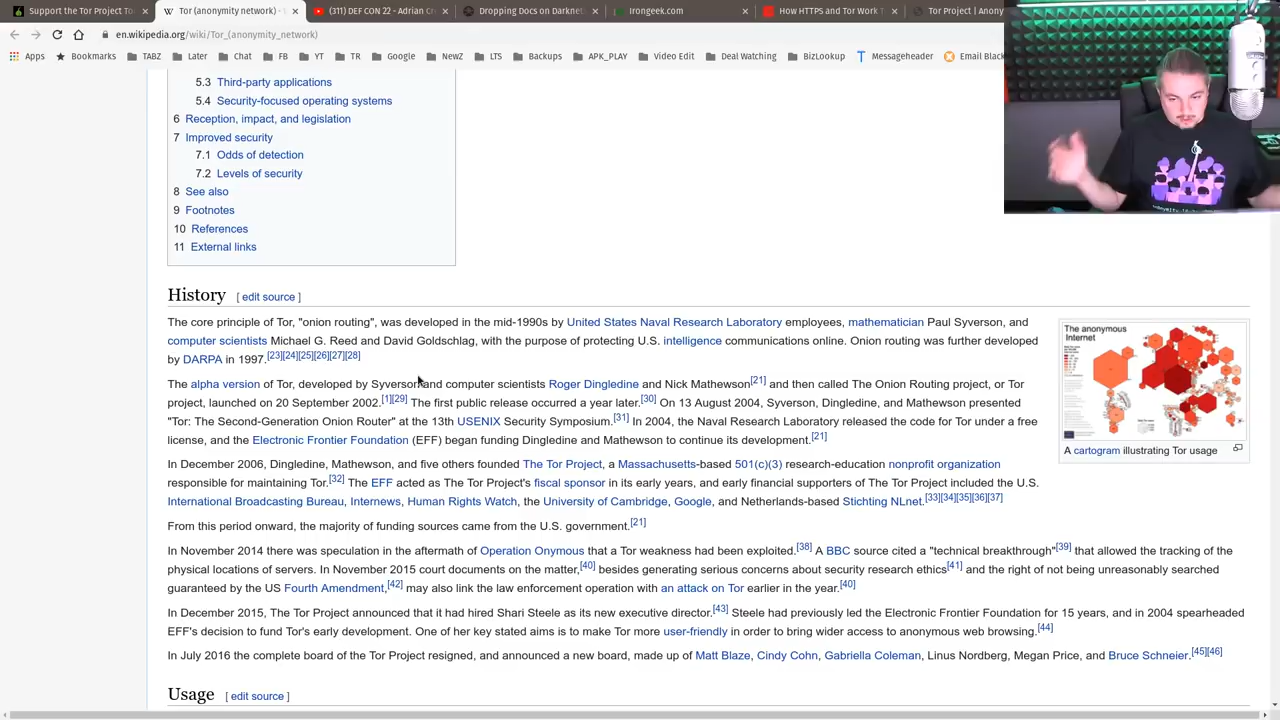 Support the Tor Project To
Tor (anonymity network) -
(311) DEF CON 22 - Adrian Cr
Dropping Docs on Darknet
Irongeek.com
How HTTPS and Tor Work T
Tor Project | Anony
en.wikipedia.org/wiki/Tor_(anonymity_network)
Apps Bookmarks TABZ Later Chat FB YT TR Google NewZ LTS Backups APK_PLAY Video Edit Deal Watching BizLookup Messageheader Email Black
5.3 Third-party applications
5.4 Security-focused operating systems
6 Reception, impact, and legislation
7 Improved security
7.1 Odds of detection
7.2 Levels of security
8 See also
9 Footnotes
10 References
11 External links
History [ edit source ]
The core principle of Tor, "onion routing", was developed in the mid-1990s by United States Naval Research Laboratory employees, mathematician Paul Syverson, and
computer scientists Michael G. Reed and David Goldschlag, with the purpose of protecting U.S. intelligence communications online. Onion routing was further developed
by DARPA in 1997.[23][24][25][26][27][28]
The alpha version of Tor, developed by Syverson and computer scientists Roger Dingledine and Nick Mathewson[21] and then called The Onion Routing project, or Tor
project, launched on 20 September 2002.[1][29] The first public release occurred a year later.[30] On 13 August 2004, Syverson, Dingledine, and Mathewson presented
"Tor: The Second-Generation Onion Router" at the 13th USENIX Security Symposium.[31] In 2004, the Naval Research Laboratory released the code for Tor under a free
license, and the Electronic Frontier Foundation (EFF) began funding Dingledine and Mathewson to continue its development.[21]
In December 2006, Dingledine, Mathewson, and five others founded The Tor Project, a Massachusetts-based 501(c)(3) research-education nonprofit organization
responsible for maintaining Tor.[32] The EFF acted as The Tor Project's fiscal sponsor in its early years, and early financial supporters of The Tor Project included the U.S.
International Broadcasting Bureau, Internews, Human Rights Watch, the University of Cambridge, Google, and Netherlands-based Stichting NLnet.[33][34][35][36][37]
From this period onward, the majority of funding sources came from the U.S. government.[21]
In November 2014 there was speculation in the aftermath of Operation Onymous that a Tor weakness had been exploited.[38] A BBC source cited a "technical breakthrough"[39] that allowed the tracking of the
physical locations of servers. In November 2015 court documents on the matter,[40] besides generating serious concerns about security research ethics[41] and the right of not being unreasonably searched
guaranteed by the US Fourth Amendment,[42] may also link the law enforcement operation with an attack on Tor earlier in the year.[40]
In December 2015, The Tor Project announced that it had hired Shari Steele as its new executive director.[43] Steele had previously led the Electronic Frontier Foundation for 15 years, and in 2004 spearheaded
EFF's decision to fund Tor's early development. One of her key stated aims is to make Tor more user-friendly in order to bring wider access to anonymous web browsing.[44]
In July 2016 the complete board of the Tor Project resigned, and announced a new board, made up of Matt Blaze, Cindy Cohn, Gabriella Coleman, Linus Nordberg, Megan Price, and Bruce Schneier.[45][46]
Usage [ edit source ]
The anonymous
Internet
A cartogram illustrating Tor usage